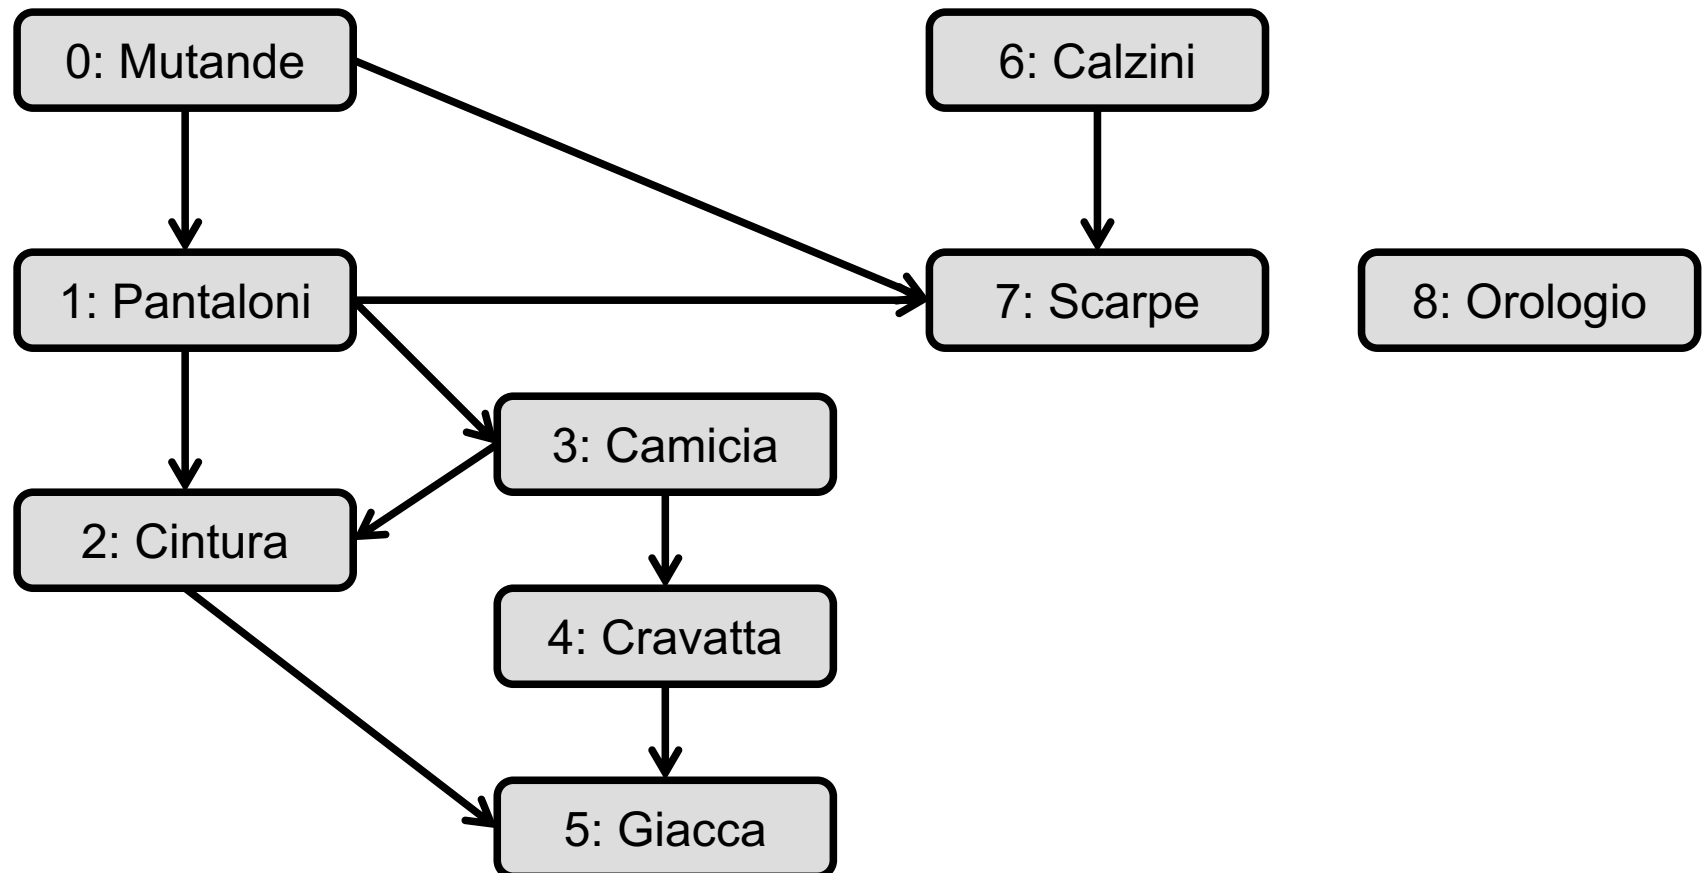 0: Mutande
6: Calzini
1: Pantaloni
7: Scarpe
8: Orologio
3: Camicia
2: Cintura
4: Cravatta
5: Giacca